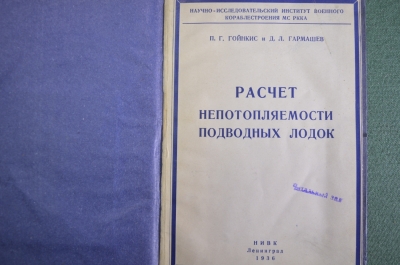 НАУЧНО-ИССЛЕДОВАТЕЛЬСКИЙ ИНСТИТУТ ВОЕННОГО
КОРАБЛЕСТРОЕНИЯ МС РККА
П. Г. ГОЙНКИС и Д. Л. ГАРМАШЕВ
РАСЧЕТ
НЕПОТОПЛЯЕМОСТИ
ПОДВОДНЫХ ЛОДОК
НИВК
Ленинград
1936